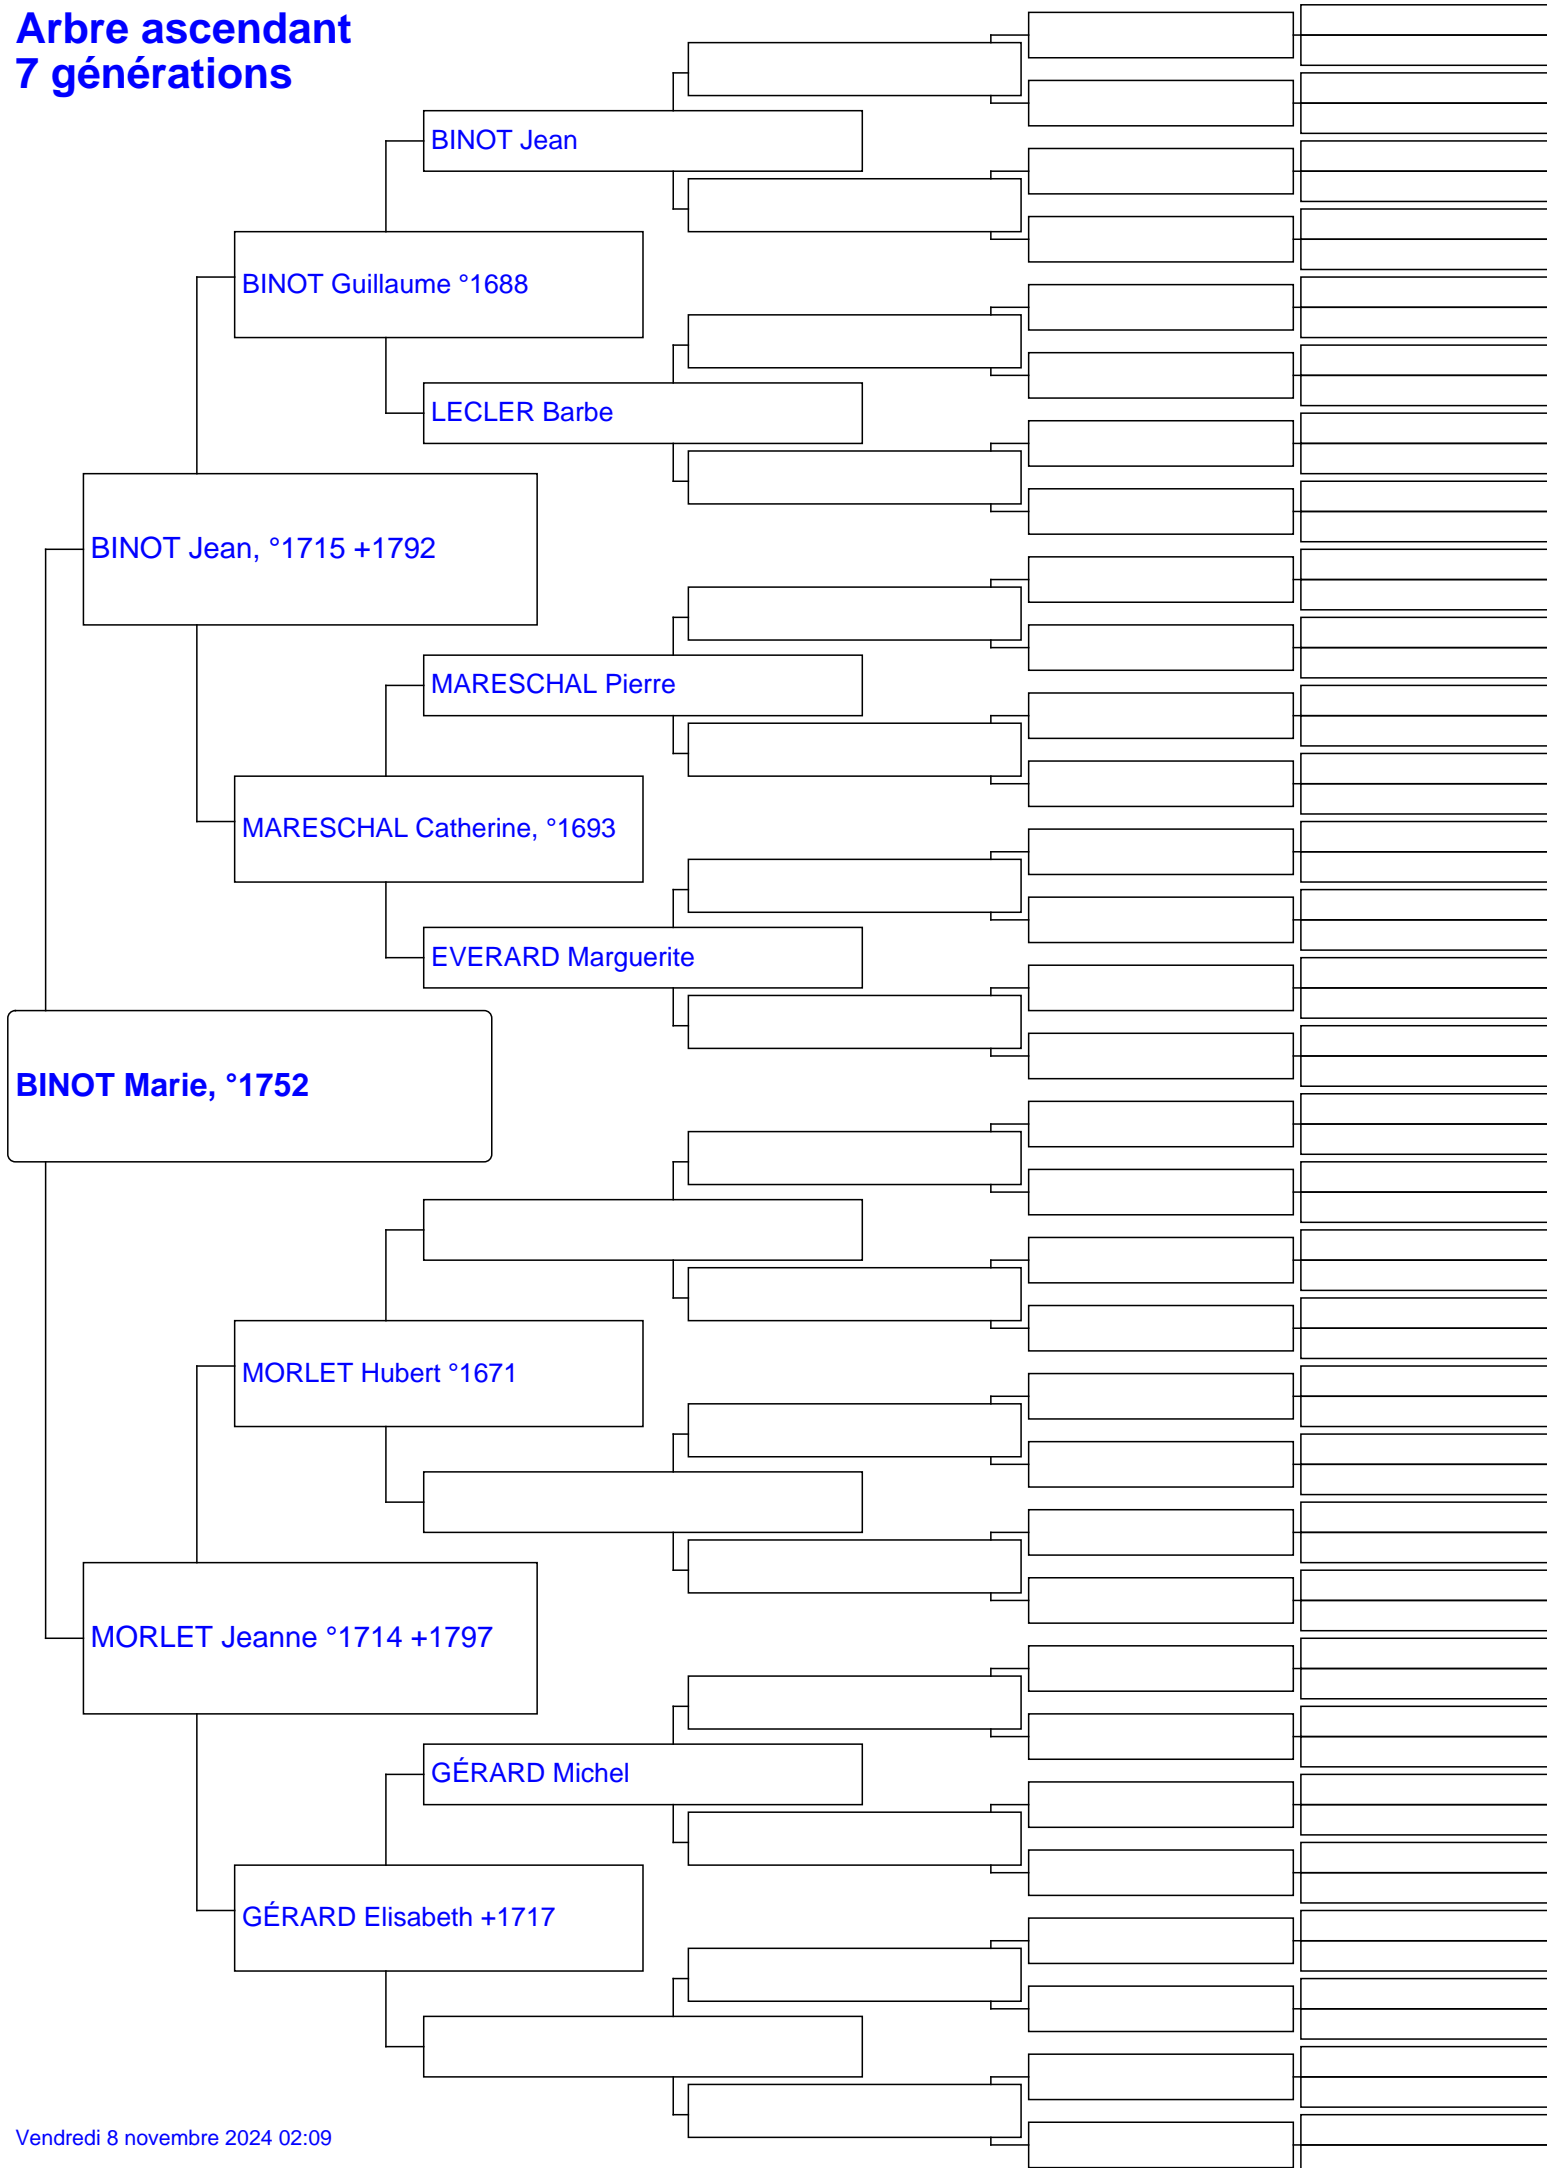 Arbre ascendant
7 générations
BINOT Jean
BINOT Guillaume °1688
LECLER Barbe
BINOT Jean, °1715 +1792
MARESCHAL Pierre
MARESCHAL Catherine, °1693
EVERARD Marguerite
BINOT Marie, °1752
MORLET Hubert °1671
MORLET Jeanne °1714 +1797
GÉRARD Michel
GÉRARD Elisabeth +1717
Vendredi 8 novembre 2024 02:09